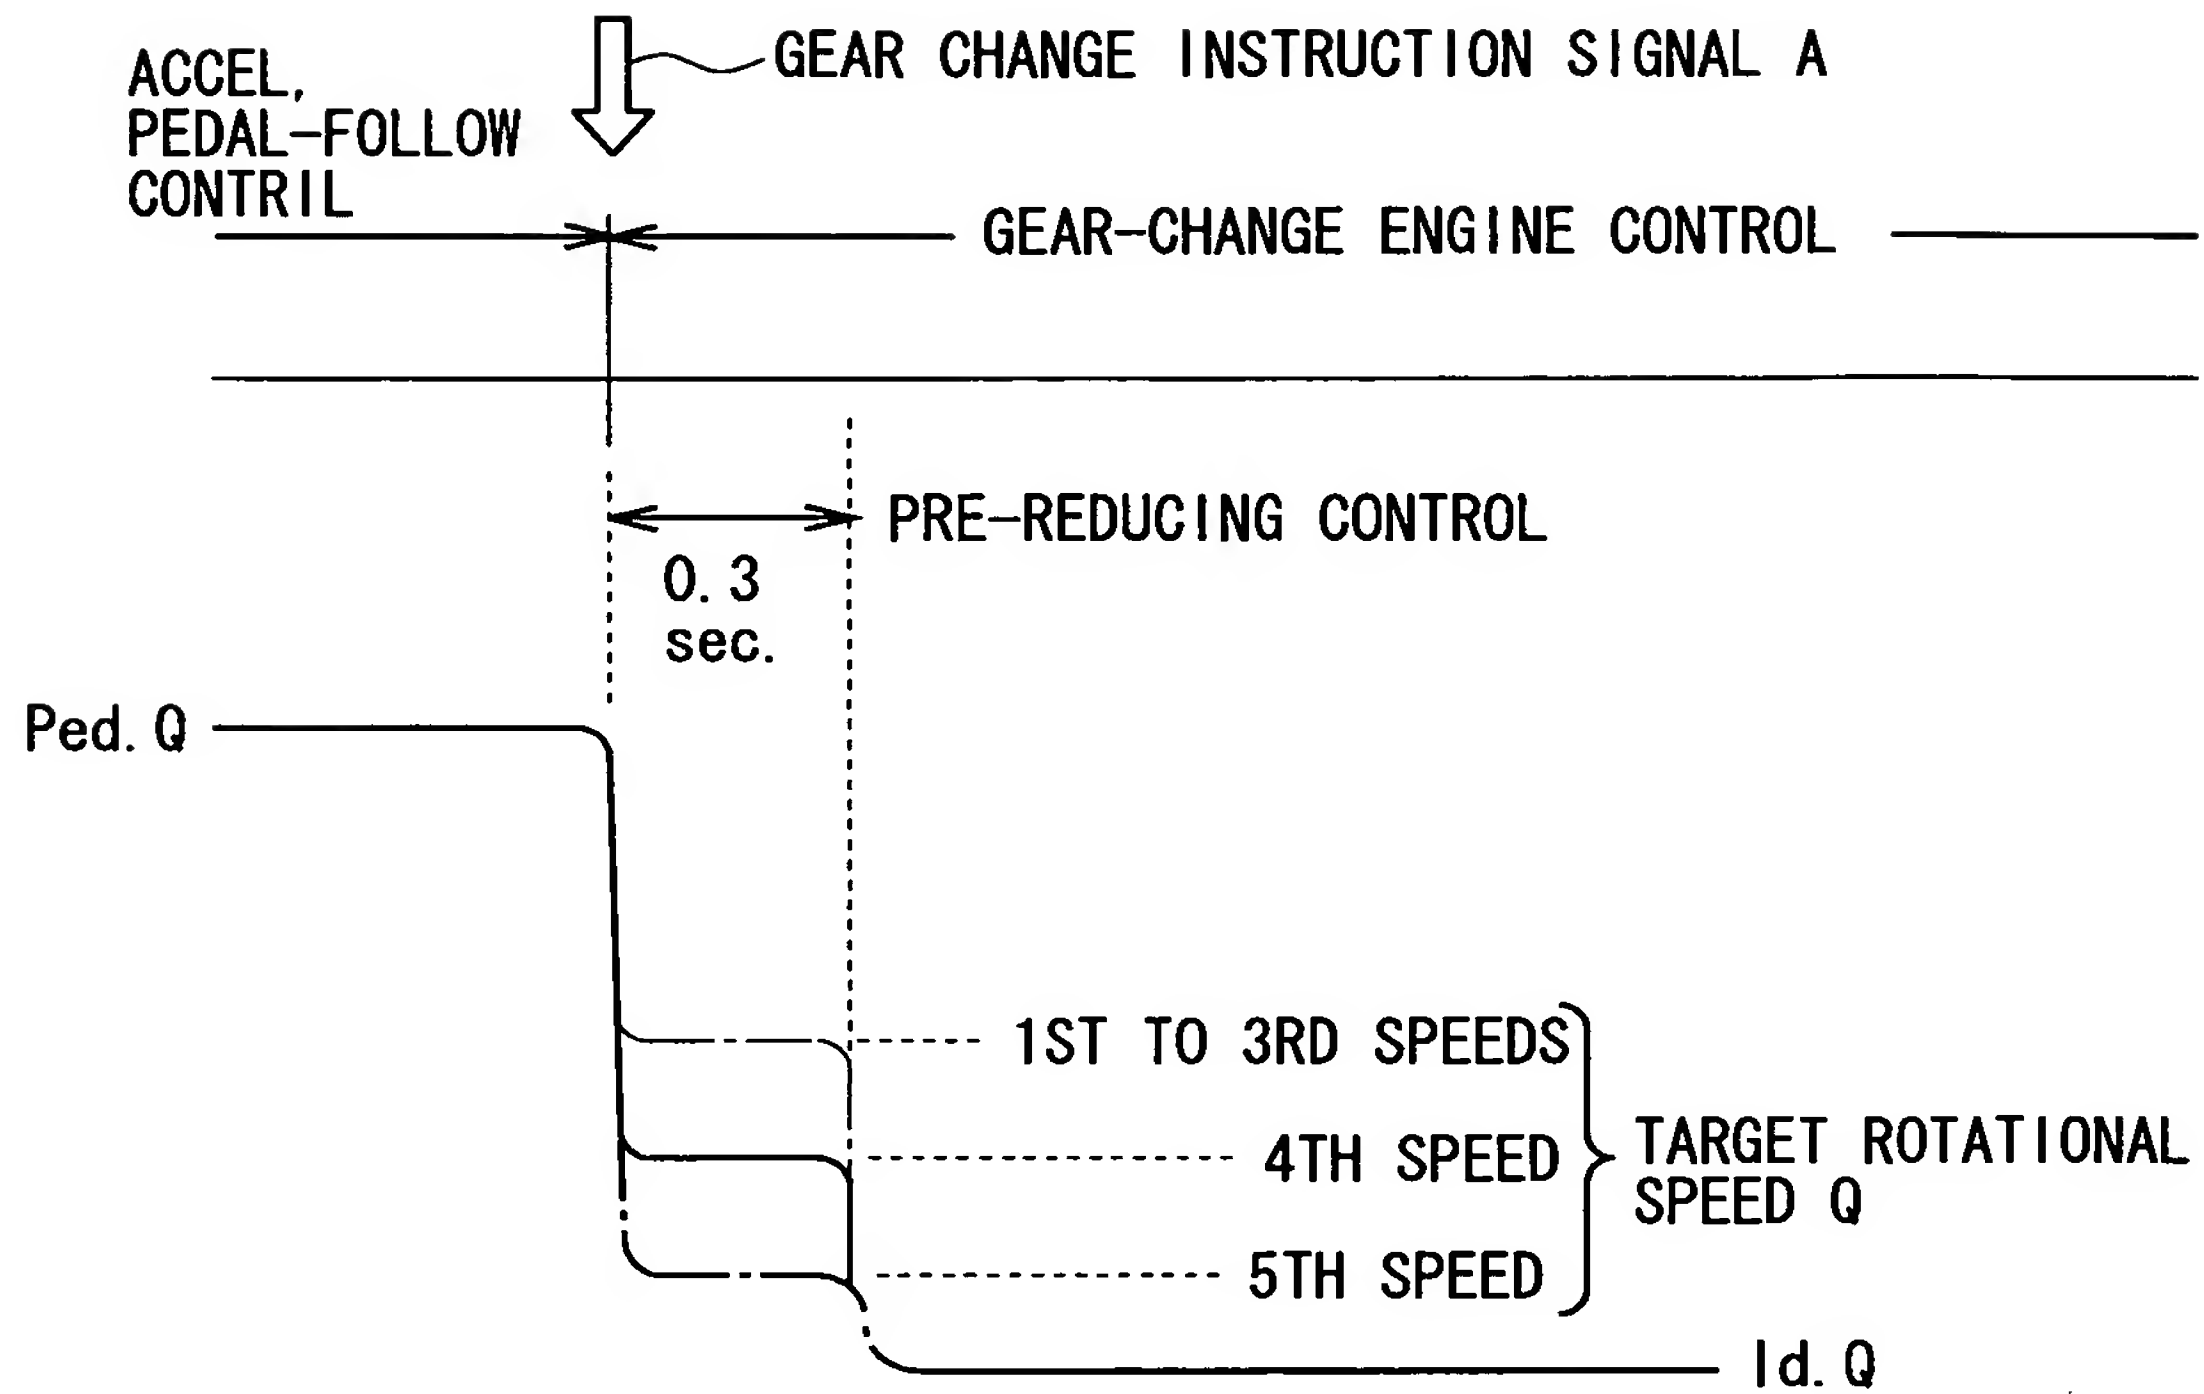 GEAR CHANGE INSTRUCTION SIGNAL A
ACCEL,
PEDAL-FOLLOW
CONTRIL
GEAR-CHANGE ENGINE CONTROL
PRE-REDUCING CONTROL
0.3
sec.
Ped.Q
1ST TO 3RD SPEEDS
4TH SPEED
TARGET ROTATIONAL
SPEED Q
5TH SPEED
Id.Q